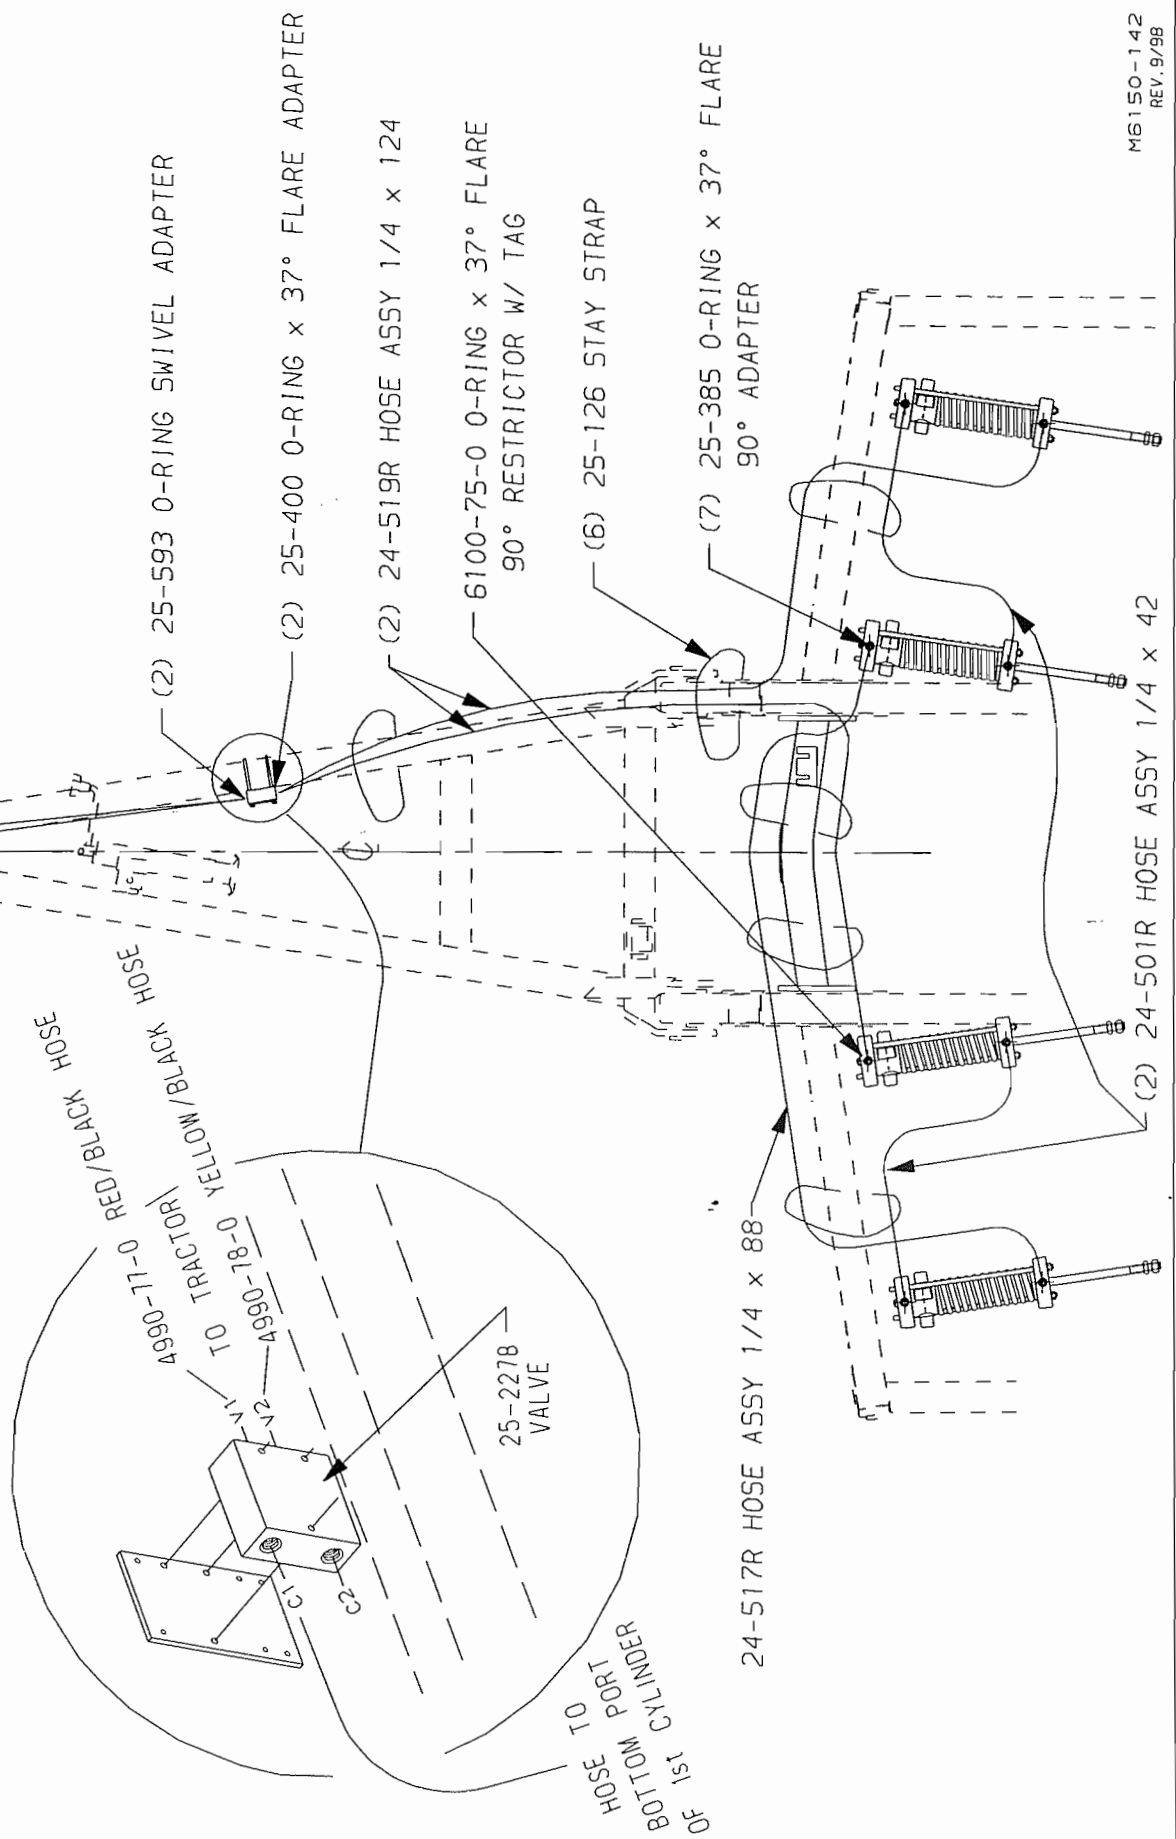 (2) 25-593 O-RING SWIVEL ADAPTER
(2) 25-400 O-RING x 37° FLARE ADAPTER
(2) 24-519R HOSE ASSY 1/4 x 124
6100-75-0 O-RING x 37° FLARE
90° RESTRICTOR W/ TAG
(6) 25-126 STAY STRAP
(7) 25-385 O-RING x 37° FLARE
90° ADAPTER
4990-77-0 RED/BLACK HOSE
TO TRACTOR
4990-78-0 YELLOW/BLACK HOSE
V1
V2
C1
C2
25-2278
VALVE
HOSE TO
BOTTOM PORT
OF 1st CYLINDER
24-517R HOSE ASSY 1/4 x 88
(2) 24-501R HOSE ASSY 1/4 x 42
M6150-142
REV.9/98